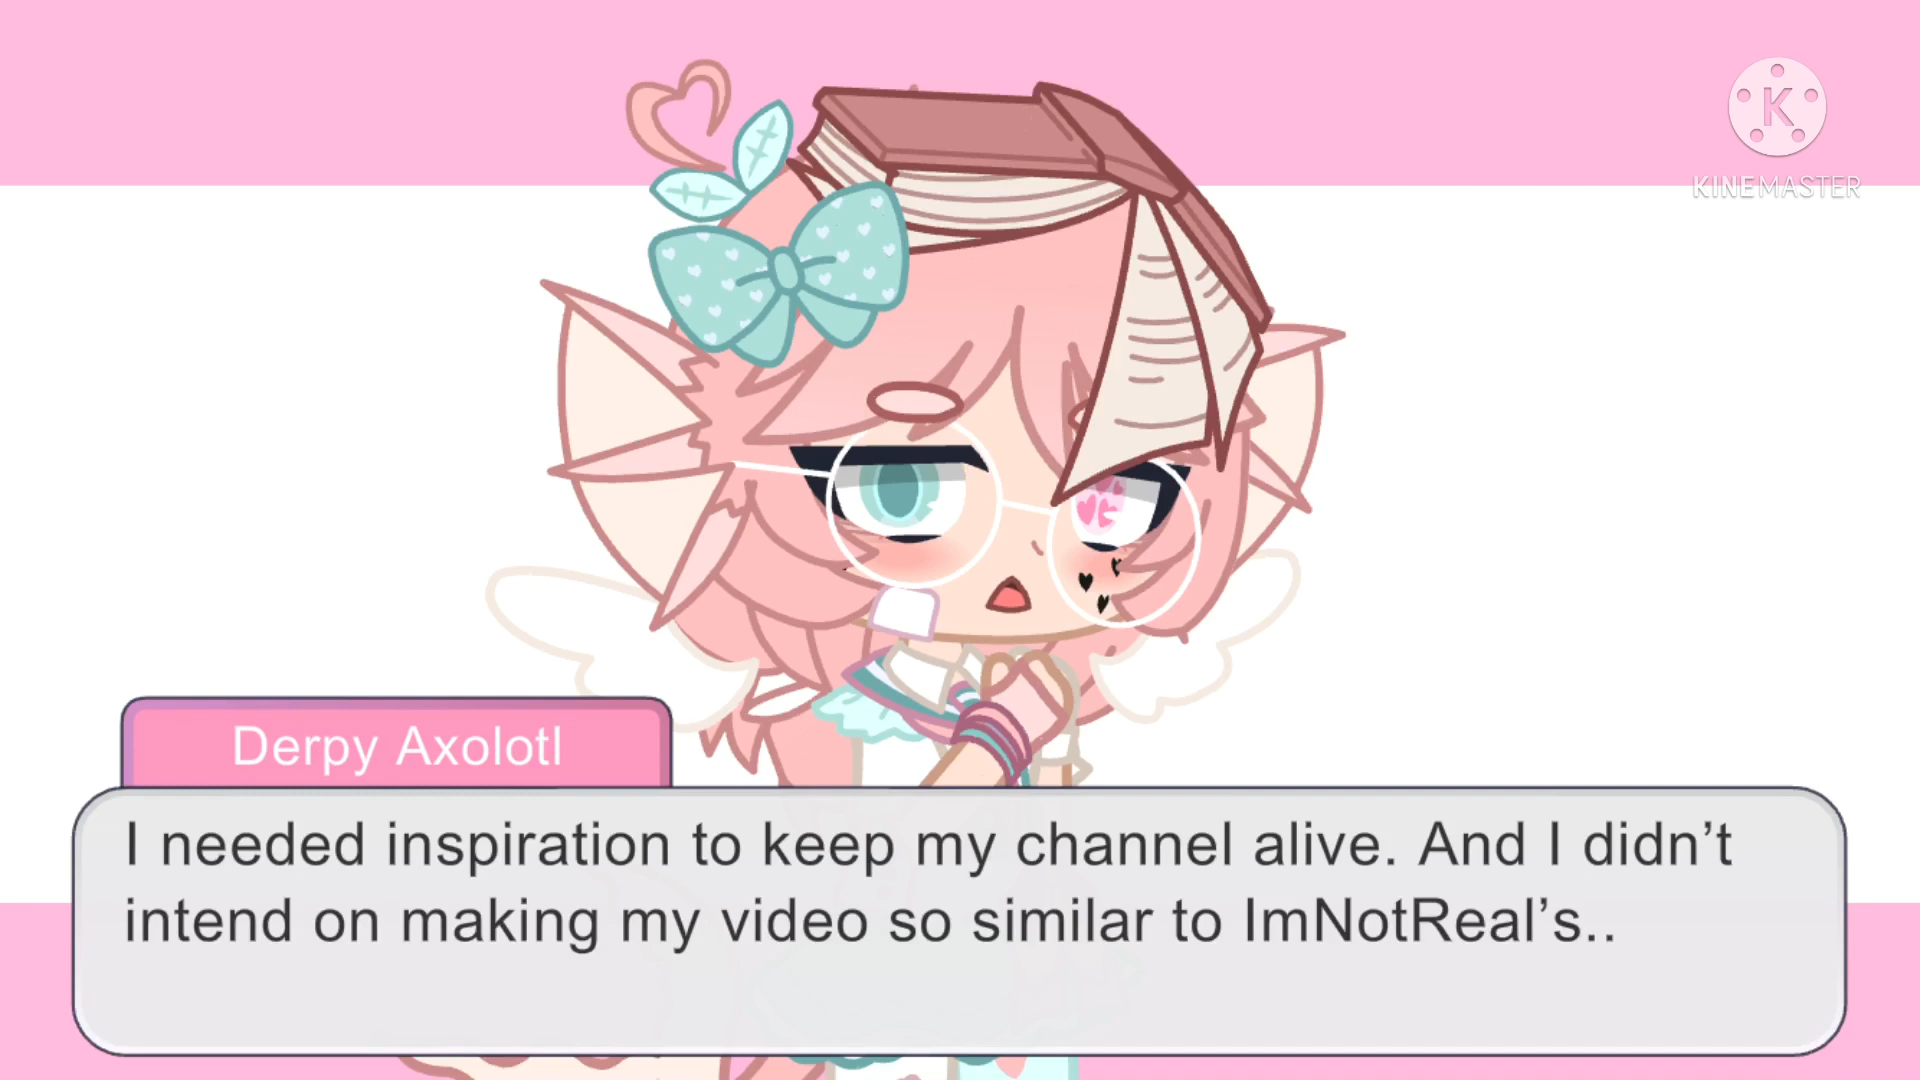 K
KINEMASTER
Derpy Axolotl
I needed inspiration to keep my channel alive. And I didn’t
intend on making my video so similar to ImNotReal’s..